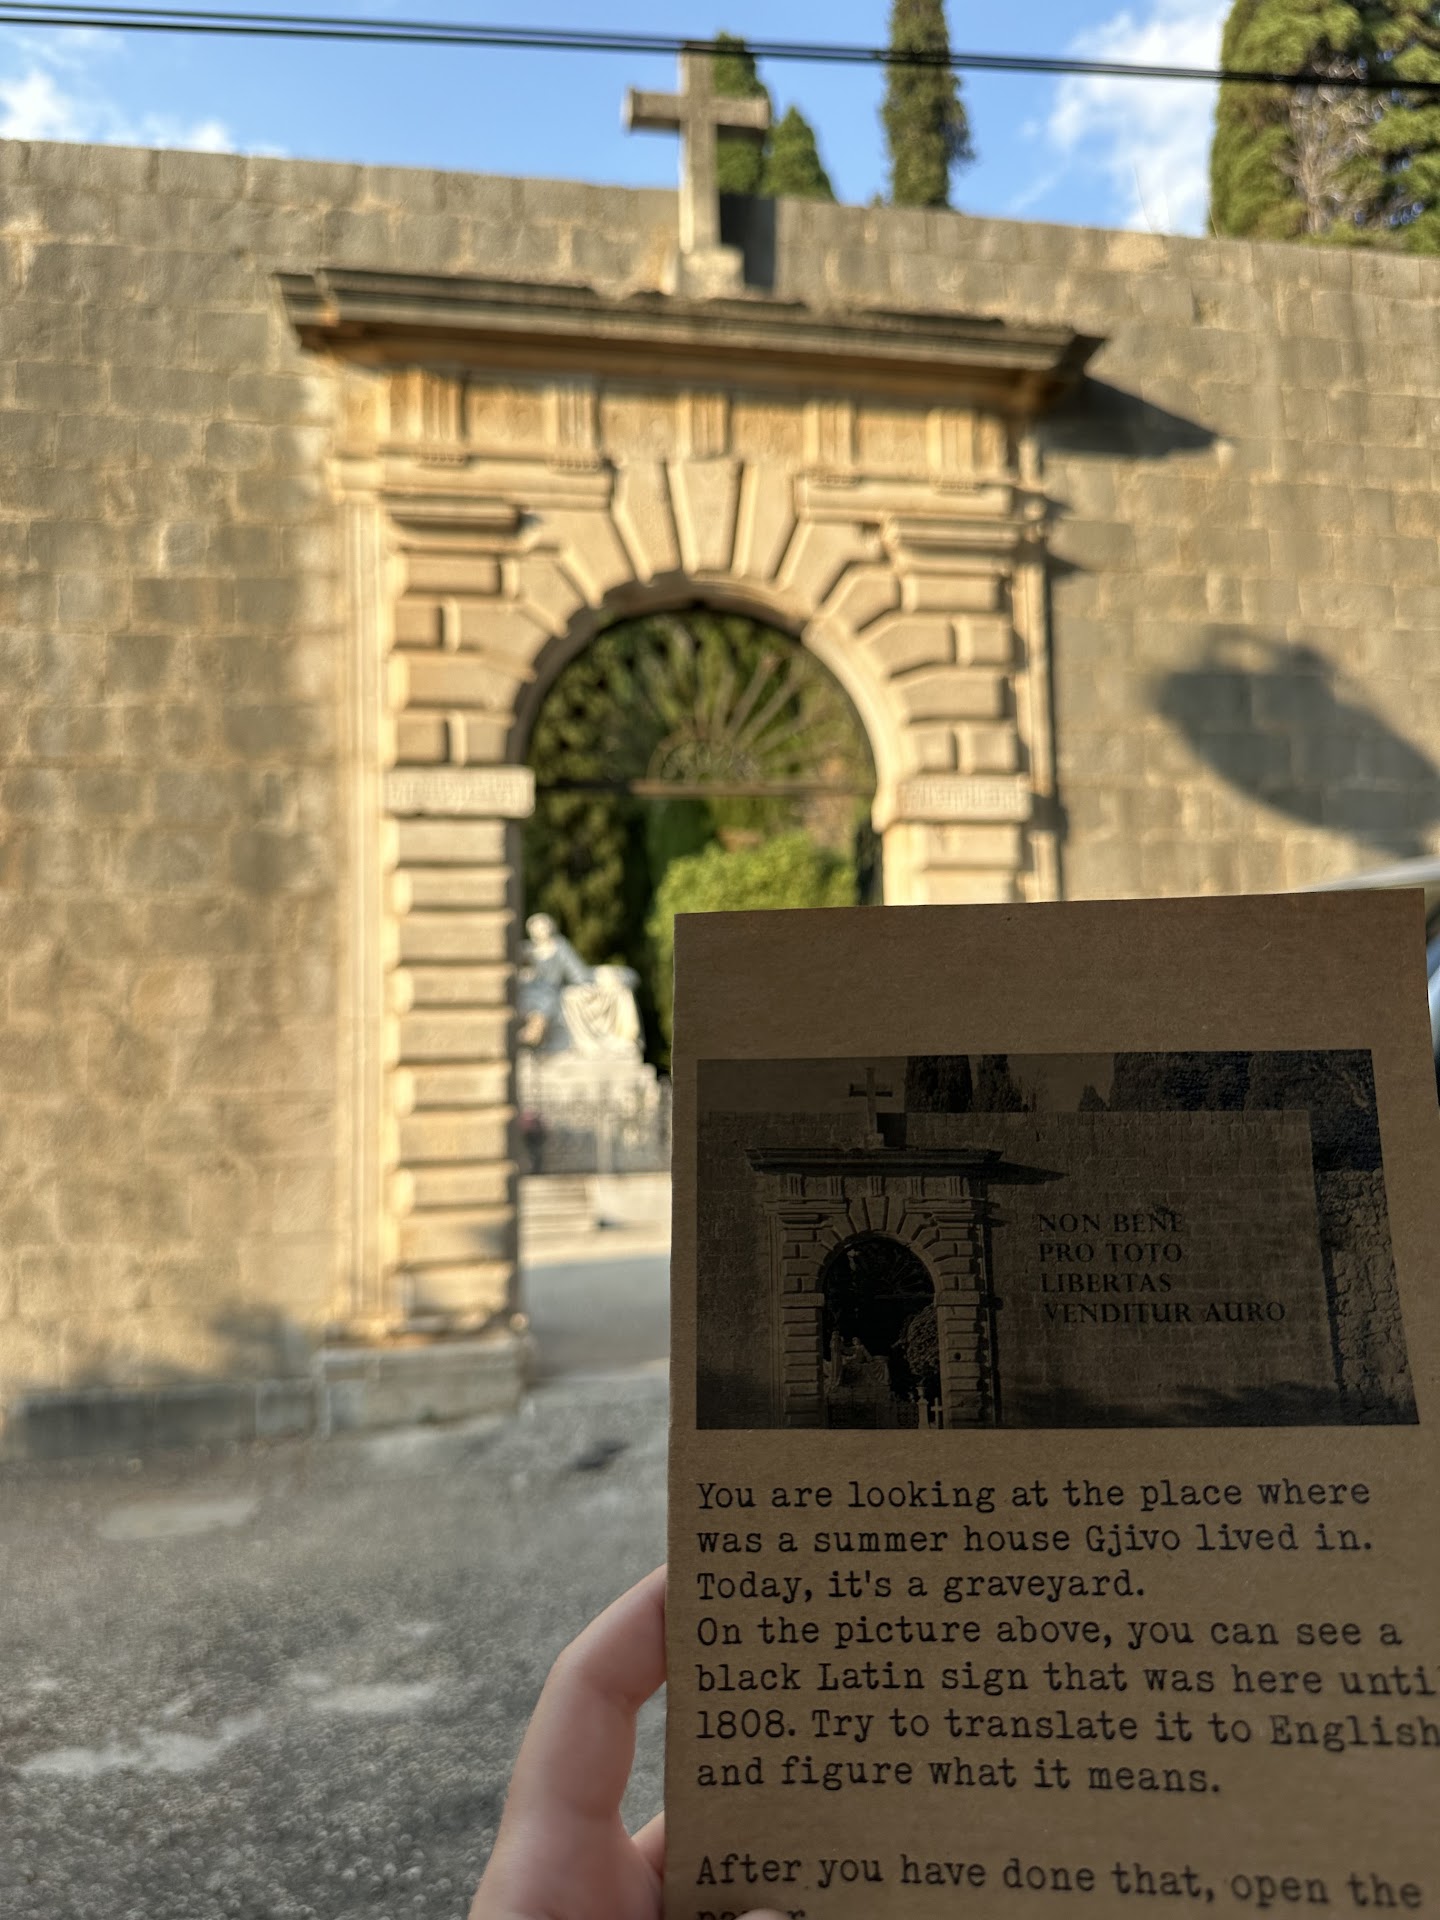 NON BENE
PRO TOTO
LIBERTAS
VENDITUR AURO
You are looking at the place where
was a summer house Gjivo lived in.
Today, it's a graveyard.
On the picture above, you can see a
black Latin sign that was here unti
1808. Try to translate it to English
and figure what it means.
After you have done that, open the